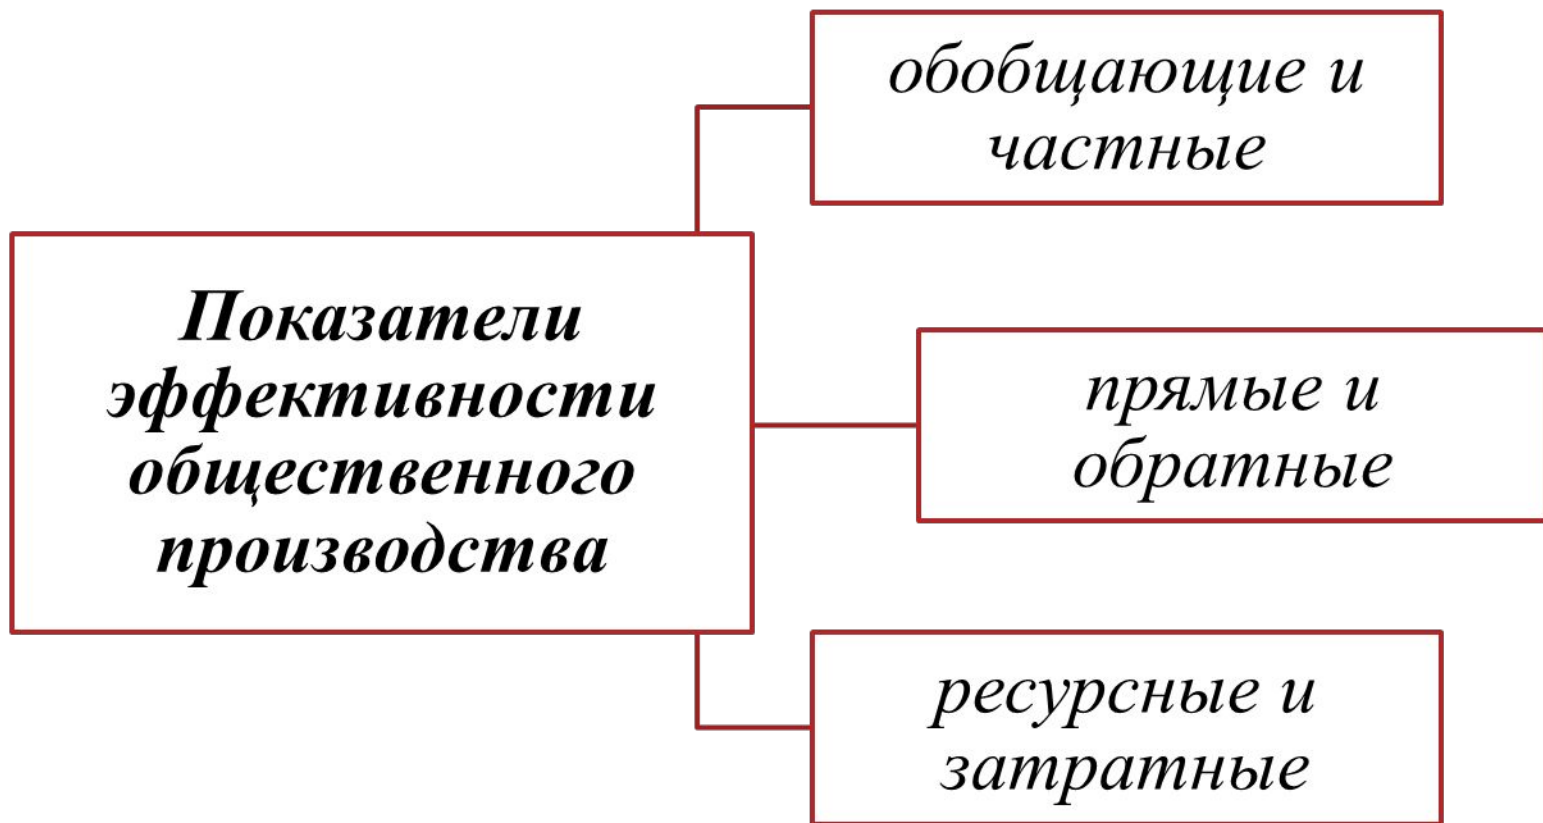 обобщающие и
частные
Показатели
эффективности
общественного
производства
прямые и
обратные
ресурсные и
затратные